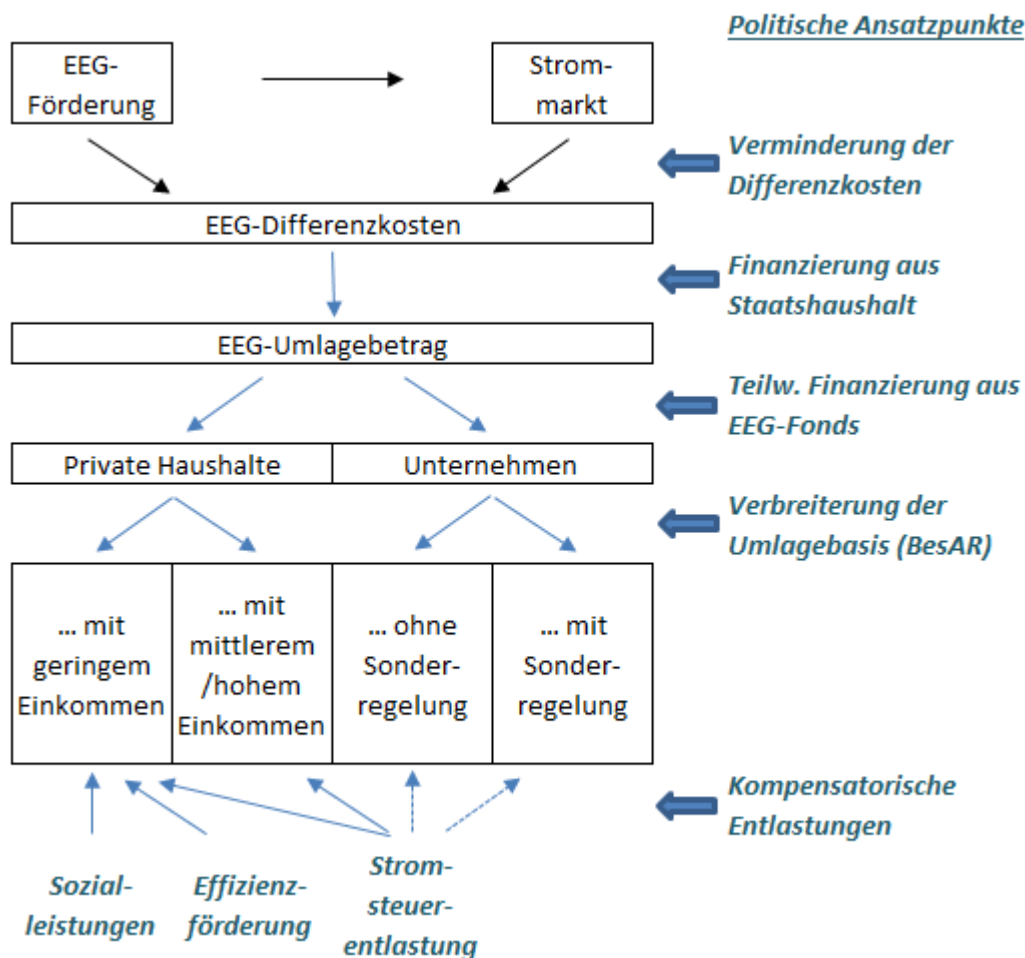 Politische Ansatzpunkte
EEG-
Förderung
Strom-
markt
Verminderung der
Differenzkosten
EEG-Differenzkosten
Finanzierung aus
Staatshaushalt
EEG-Umlagebetrag
Teilw. Finanzierung aus
EEG-Fonds
Private Haushalte
Unternehmen
Verbreiterung der
Umlagebasis (BesAR)
... mit
geringem
Einkommen
... mit
mittlerem
/hohem
Einkommen
... ohne
Sonder-
regelung
... mit
Sonder-
regelung
Kompensatorische
Entlastungen
Sozial-
leistungen
Effizienz-
förderung
Strom-
steuer-
entlastung